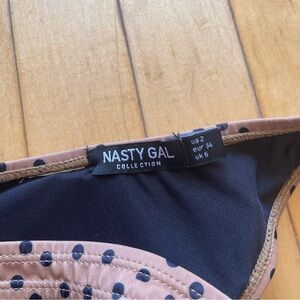 NASTY GAL
COLLECTION
us 2
eur 34
uk 6